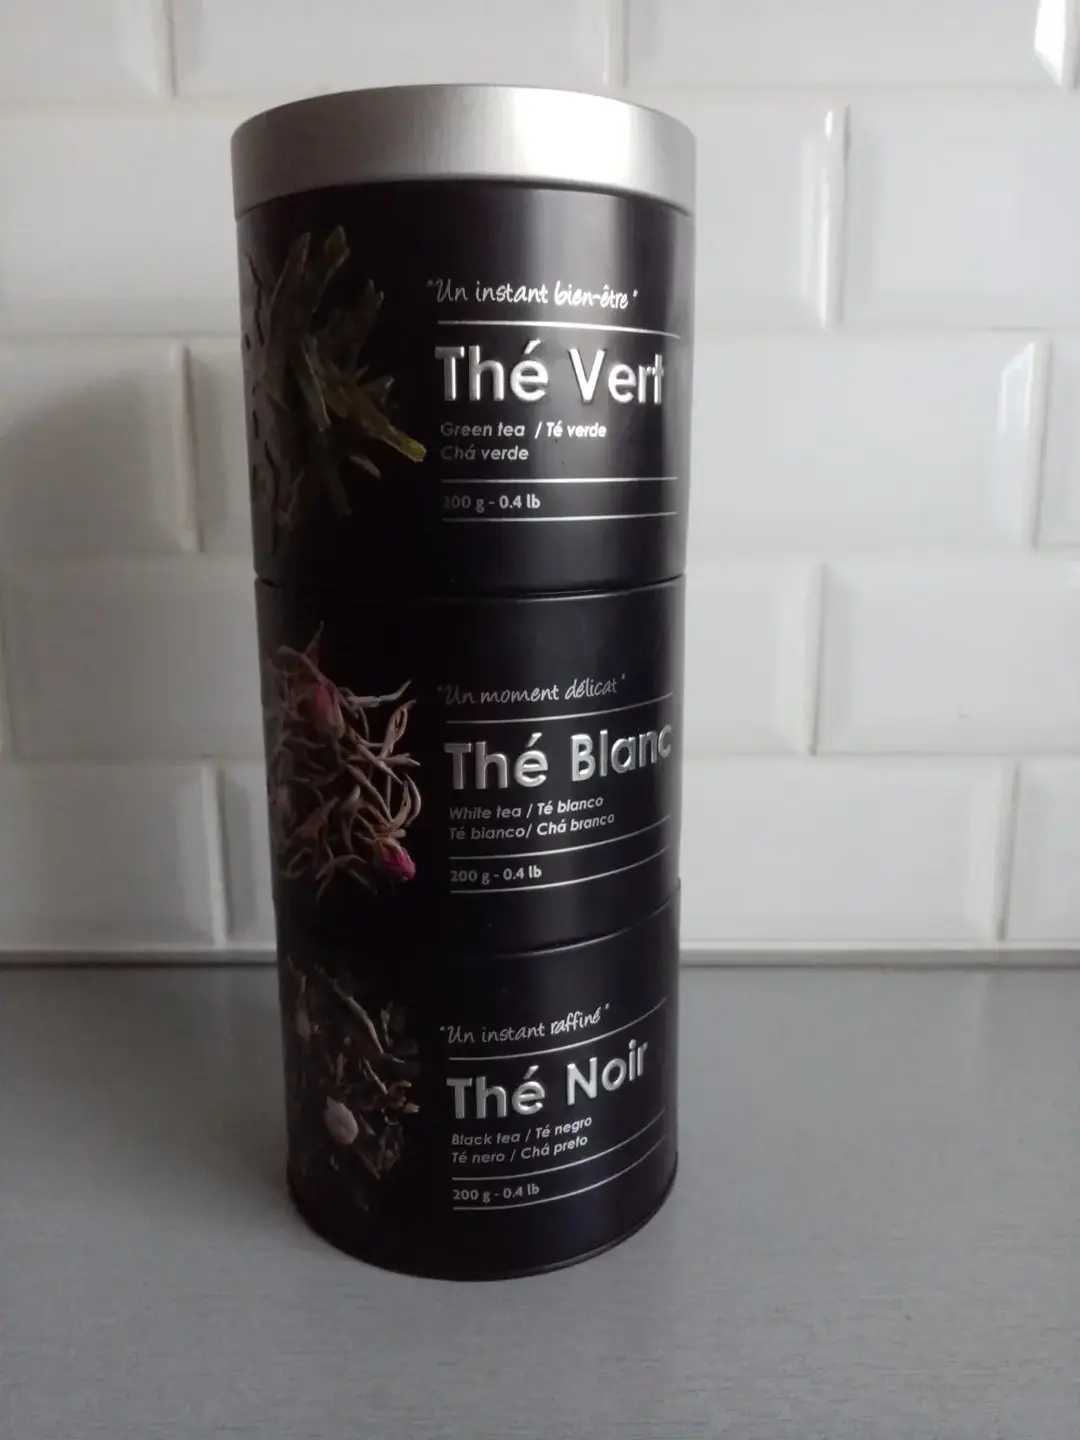 "Un instant bien-être"
Thé Vert
Green tea / Té verde
Chá verde
200 g - 0.4 lb
"Un moment délicat"
Thé Blanc
White tea / Té blanco
Té bianco/ Chá branco
200 g - 0.4 lb
"Un instant raffiné"
Thé Noir
Black tea / Té negro
Té nero / Chá preto
200 g - 0.4 lb